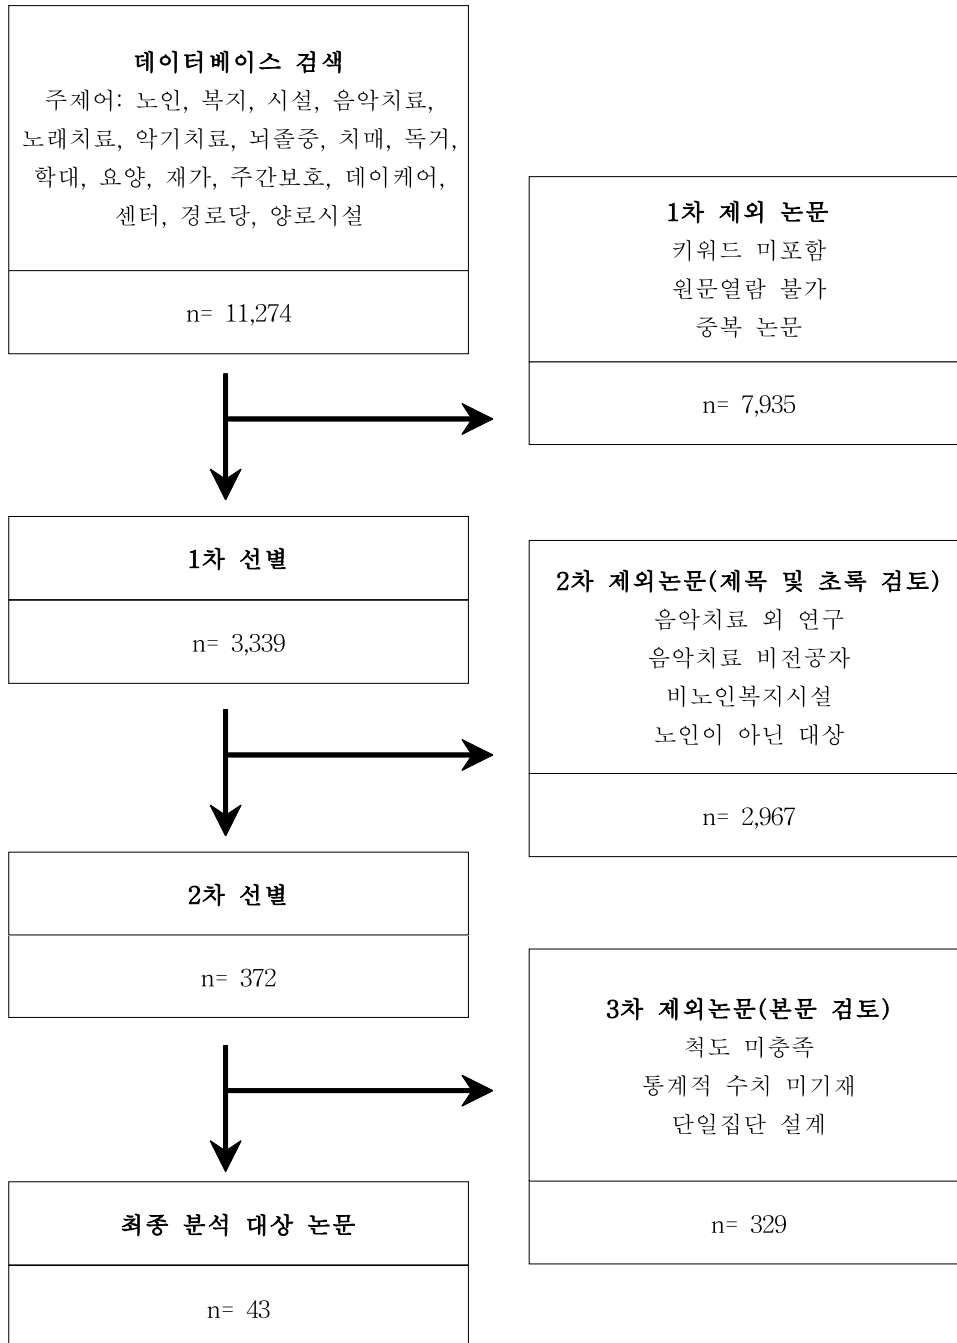 데이터베이스 검색
주제어: 노인, 복지, 시설, 음악치료,
노래치료, 악기치료, 뇌졸중, 치매, 독거,
학대, 요양, 재가, 주간보호, 데이케어,
센터, 경로당, 양로시설
n= 11,274
1차 제외 논문
키워드 미포함
원문열람 불가
중복 논문
n= 7,935
1차 선별
n= 3,339
2차 제외논문(제목 및 초록 검토)
음악치료 외 연구
음악치료 비전공자
비노인복지시설
노인이 아닌 대상
n= 2,967
2차 선별
n= 372
3차 제외논문(본문 검토)
척도 미충족
통계적 수치 미기재
단일집단 설계
n= 329
최종 분석 대상 논문
n= 43